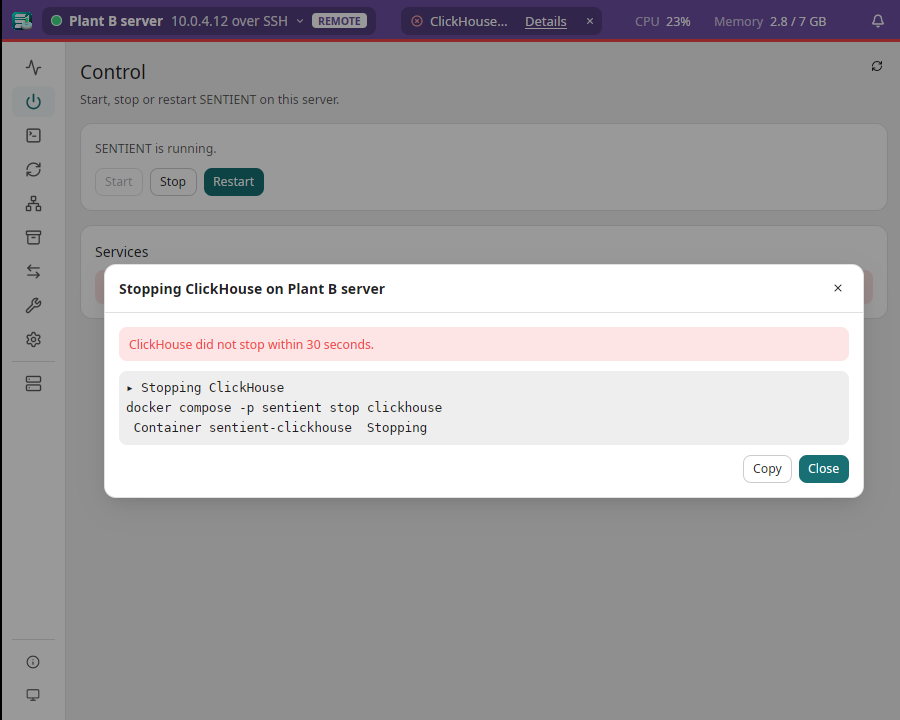 Plant B server 10.0.4.12 over SSH REMOTE
ClickHouse... Details ×
CPU 23% Memory 2.8 / 7 GB
Control
Start, stop or restart SENTIENT on this server.
SENTIENT is running.
Start Stop Restart
Services
Stopping ClickHouse on Plant B server ×
ClickHouse did not stop within 30 seconds.
▸ Stopping ClickHouse
docker compose -p sentient stop clickhouse
Container sentient-clickhouse  Stopping
Copy Close